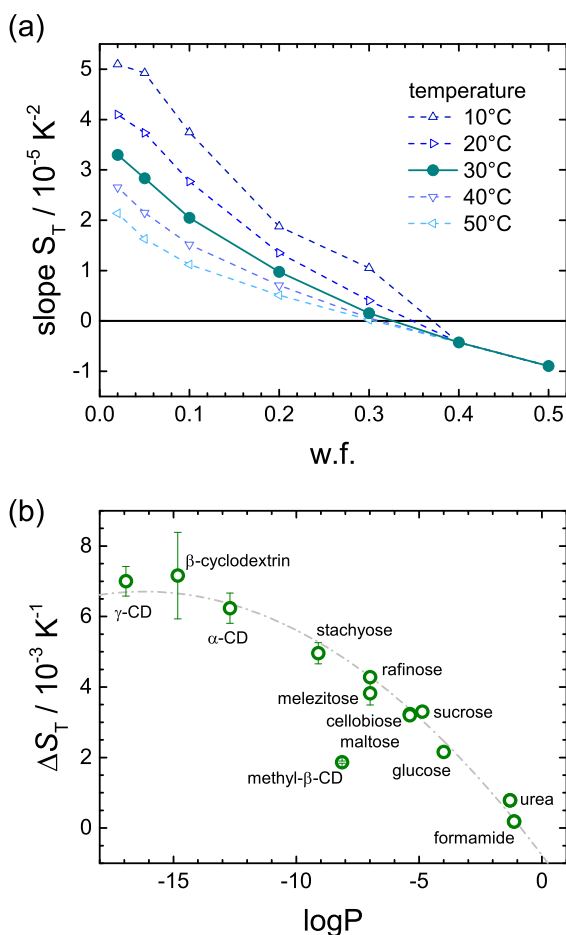 (a)
slope S_T / 10^-5 K^-2
5
4
3
2
1
0
-1
temperature
10°C
20°C
30°C
40°C
50°C
0.0 0.1 0.2 0.3 0.4 0.5
w.f.
(b)
ΔS_T / 10^-3 K^-1
8
6
4
2
0
β-cyclodextrin
γ-CD
α-CD
stachyose
rafinose
melezitose
cellobiose
sucrose
maltose
glucose
methyl-β-CD
urea
formamide
-15 -10 -5 0
logP